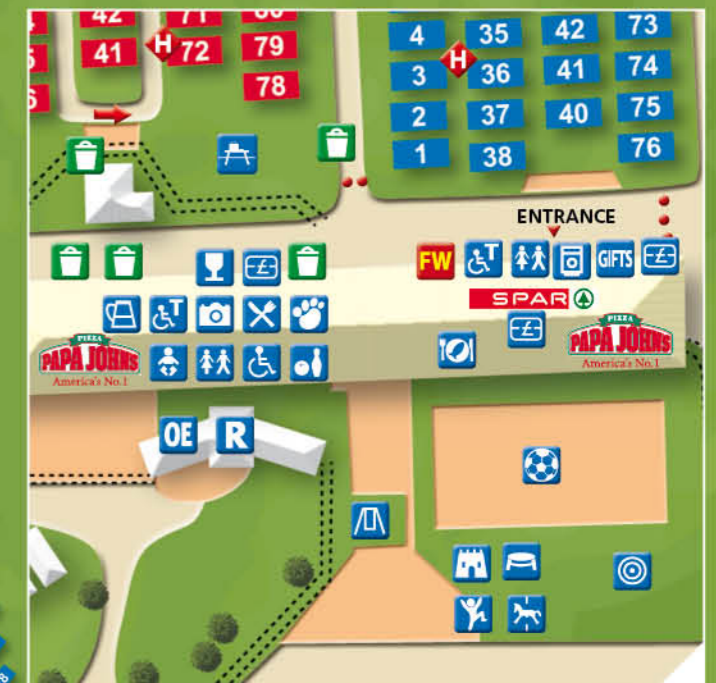 42 71 80
41 H 72 79
78
4 35 42 73
3 H 36 41 74
2 37 40 75
1 38 76
ENTRANCE
£
FW T GIFTS £
SPAR
T
£
PIZZA
PAPA JOHNS
America's No.1
PIZZA
PAPA JOHNS
America's No.1
OE R